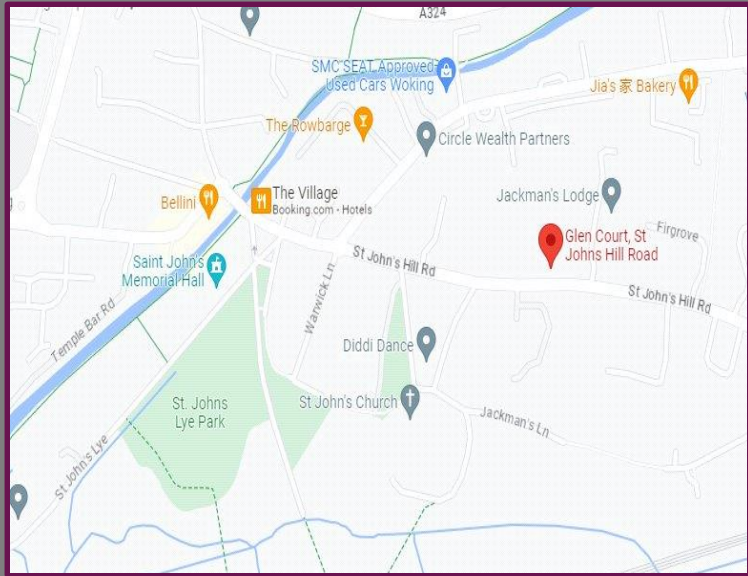 A324
SMC SEAT Approved
Used Cars Woking
Jia's 家 Bakery
The Rowbarge
Circle Wealth Partners
Bellini
The Village
Booking.com - Hotels
Jackman's Lodge
Firgrove
Glen Court, St
Johns Hill Road
St John's Hill Rd
Saint John's
Memorial Hall
St John's Hill Rd
Temple Bar Rd
Warwick Ln
Diddi Dance
St. Johns
Lye Park
St John's Church
Jackman's Ln
St John's Lye